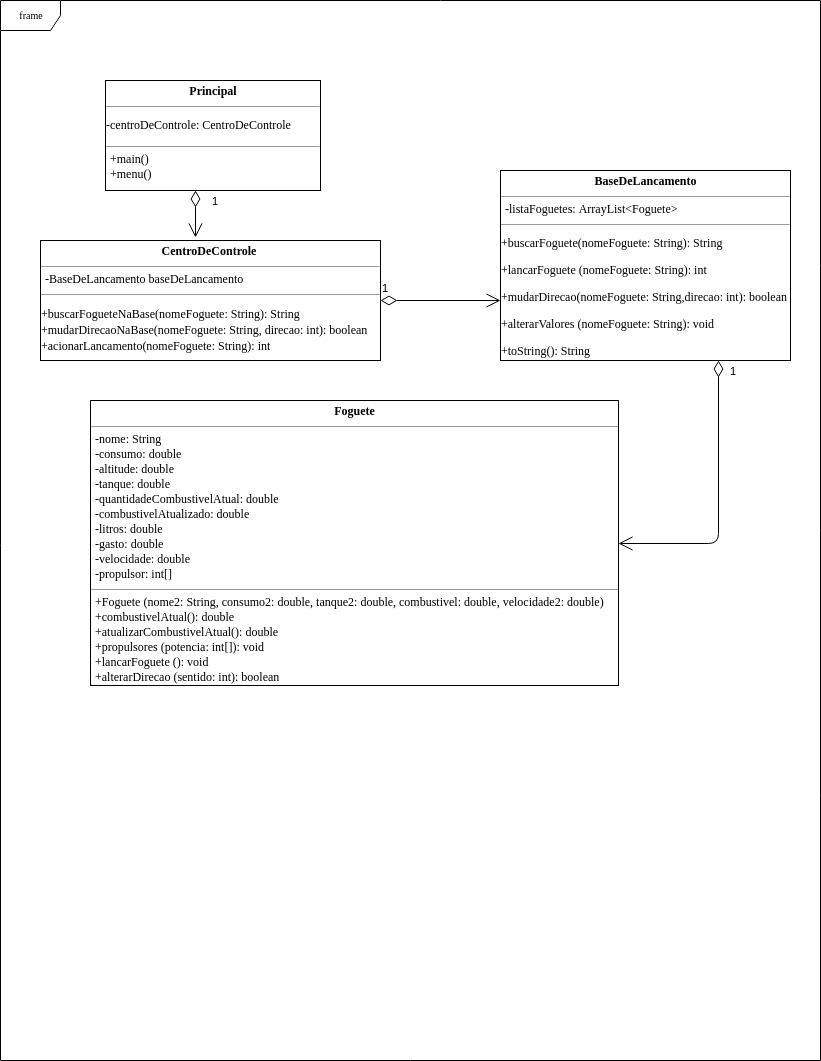 frame
Principal
-centroDeControle: CentroDeControle
+main()
+menu()
1
CentroDeControle
-BaseDeLancamento baseDeLancamento
+buscarFogueteNaBase(nomeFoguete: String): String
+mudarDirecaoNaBase(nomeFoguete: String, direcao: int): boolean
+acionarLancamento(nomeFoguete: String): int
1
BaseDeLancamento
-listaFoguetes: ArrayList<Foguete>
+buscarFoguete(nomeFoguete: String): String
+lancarFoguete (nomeFoguete: String): int
+mudarDirecao(nomeFoguete: String,direcao: int): boolean
+alterarValores (nomeFoguete: String): void
+toString(): String
1
Foguete
-nome: String
-consumo: double
-altitude: double
-tanque: double
-quantidadeCombustivelAtual: double
-combustivelAtualizado: double
-litros: double
-gasto: double
-velocidade: double
-propulsor: int[]
+Foguete (nome2: String, consumo2: double, tanque2: double, combustivel: double, velocidade2: double)
+combustivelAtual(): double
+atualizarCombustivelAtual(): double
+propulsores (potencia: int[]): void
+lancarFoguete (): void
+alterarDirecao (sentido: int): boolean